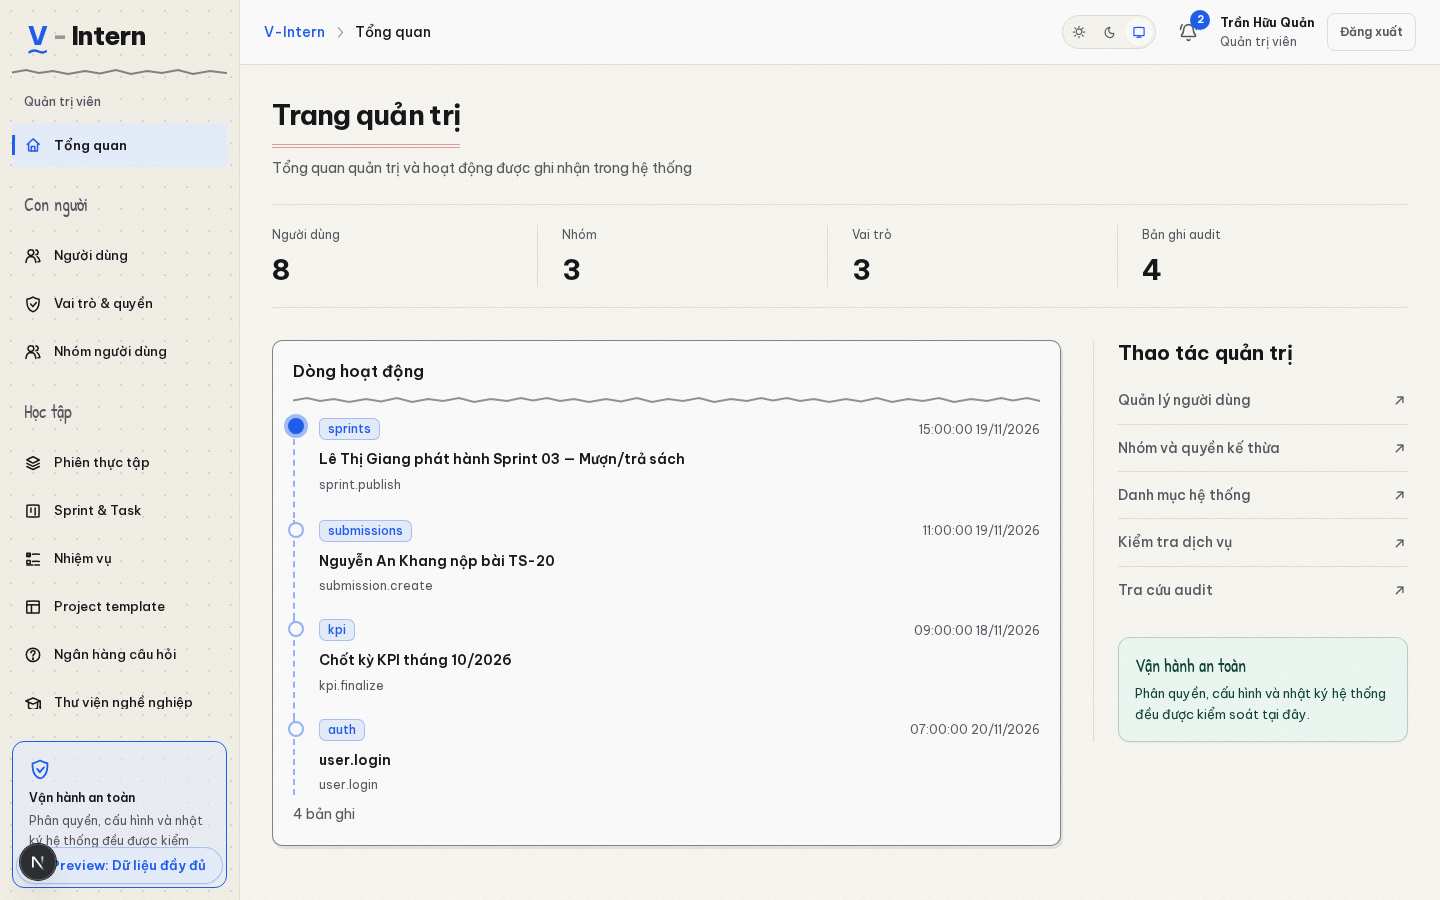 V - Intern
Quản trị viên
Tổng quan
Con người
Người dùng
Vai trò & quyền
Nhóm người dùng
Học tập
Phiên thực tập
Sprint & Task
Nhiệm vụ
Project template
Ngân hàng câu hỏi
Thư viện nghề nghiệp
Vận hành an toàn
Phân quyền, cấu hình và nhật
ký hệ thống đều được kiểm
N
Preview: Dữ liệu đầy đủ
V-Intern > Tổng quan
2
Trần Hữu Quản
Quản trị viên
Đăng xuất
Trang quản trị
Tổng quan quản trị và hoạt động được ghi nhận trong hệ thống
Người dùng
8
Nhóm
3
Vai trò
3
Bản ghi audit
4
Dòng hoạt động
sprints 15:00:00 19/11/2026
Lê Thị Giang phát hành Sprint 03 — Mượn/trả sách
sprint.publish
submissions 11:00:00 19/11/2026
Nguyễn An Khang nộp bài TS-20
submission.create
kpi 09:00:00 18/11/2026
Chốt kỳ KPI tháng 10/2026
kpi.finalize
auth 07:00:00 20/11/2026
user.login
user.login
4 bản ghi
Thao tác quản trị
Quản lý người dùng
Nhóm và quyền kế thừa
Danh mục hệ thống
Kiểm tra dịch vụ
Tra cứu audit
Vận hành an toàn
Phân quyền, cấu hình và nhật ký hệ thống
đều được kiểm soát tại đây.